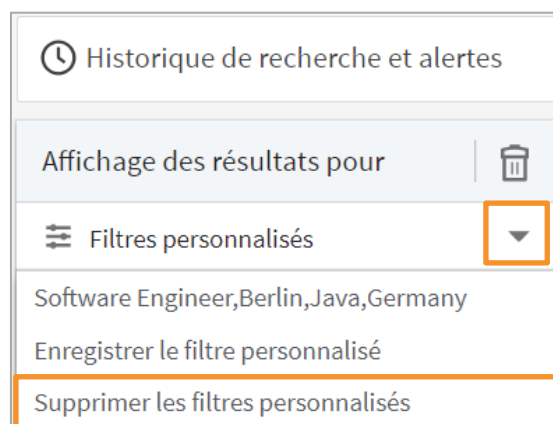 Historique de recherche et alertes
Affichage des résultats pour
Filtres personnalisés
Software Engineer,Berlin,Java,Germany
Enregistrer le filtre personnalisé
Supprimer les filtres personnalisés